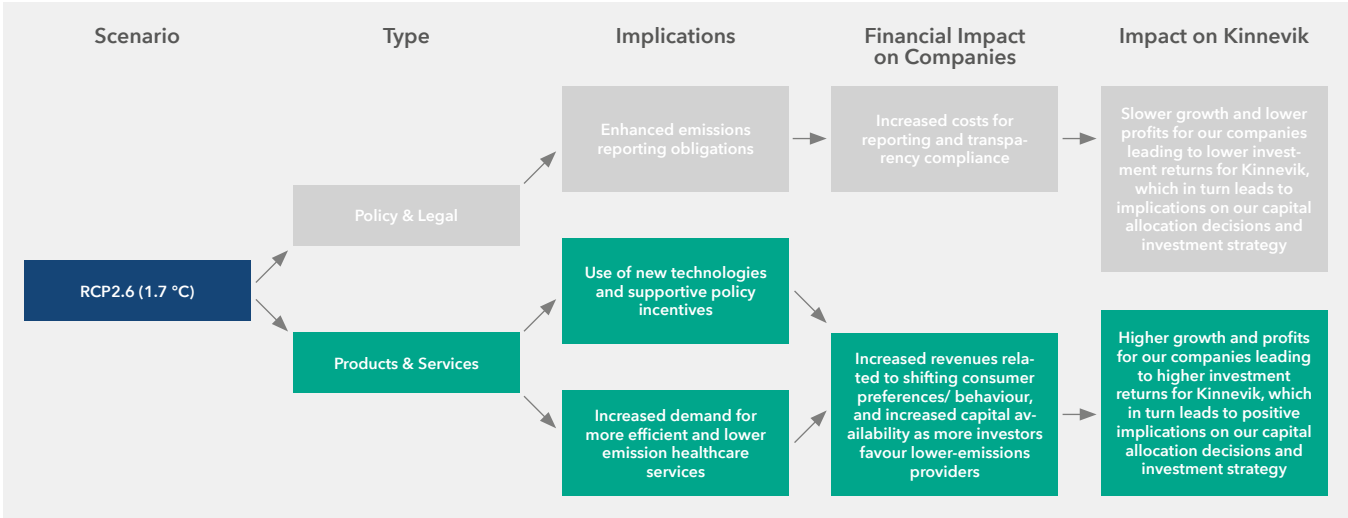 Scenario
Type
Implications
Financial Impact
on Companies
Impact on Kinnevik
Enhanced emissions
reporting obligations
Increased costs for
reporting and transpa-
rency compliance
Slower growth and lower
profits for our companies
leading to lower invest-
ment returns for Kinnevik,
which in turn leads to
implications on our capital
allocation decisions and
investment strategy
Policy & Legal
RCP2.6 (1.7 °C)
Use of new technologies
and supportive policy
incentives
Products & Services
Increased demand for
more efficient and lower
emission healthcare
services
Increased revenues rela-
ted to shifting consumer
preferences/ behaviour,
and increased capital av-
ailability as more investors
favour lower-emissions
providers
Higher growth and profits
for our companies leading
to higher investment
returns for Kinnevik, which
in turn leads to positive
implications on our capital
allocation decisions and
investment strategy